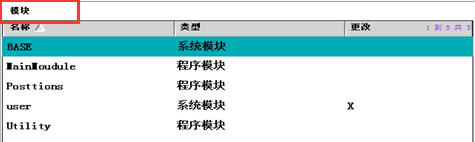 模块
名称 类型 更改 1 到 5 共 5
BASE 系统模块
MainMoudule 程序模块
Posttions 程序模块
user 系统模块 X
Utility 程序模块